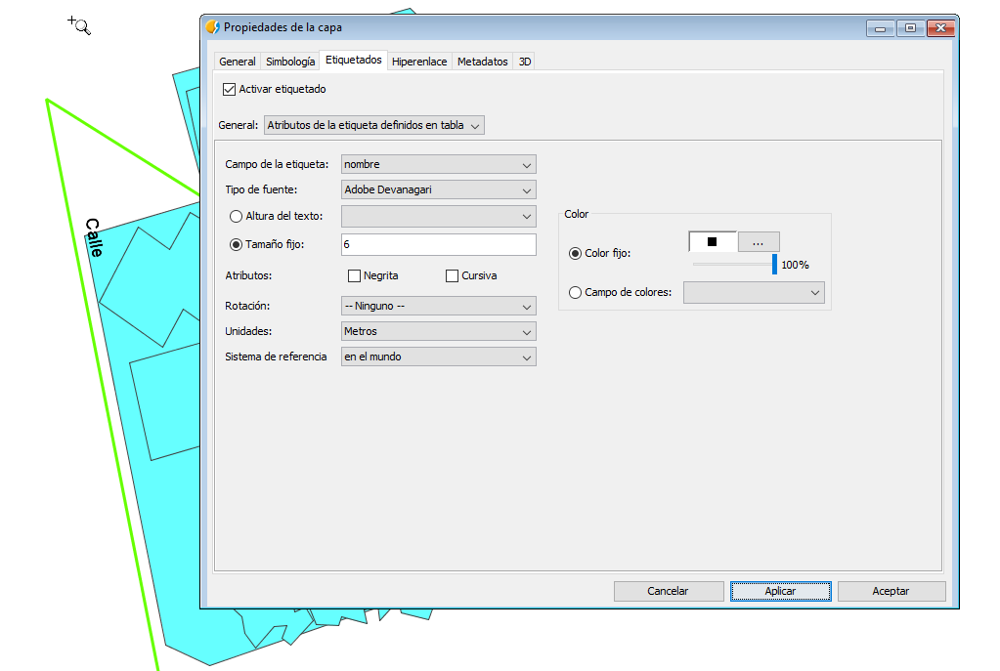 Propiedades de la capa
General Simbología Etiquetados Hiperenlace Metadatos 3D
Activar etiquetado
General: Atributos de la etiqueta definidos en tabla
Campo de la etiqueta: nombre
Tipo de fuente: Adobe Devanagari
Altura del texto:
Tamaño fijo: 6
Atributos: Negrita Cursiva
Rotación: -- Ninguno --
Unidades: Metros
Sistema de referencia en el mundo
Color
Color fijo: ...
100%
Campo de colores:
Cancelar Aplicar Aceptar
Calle